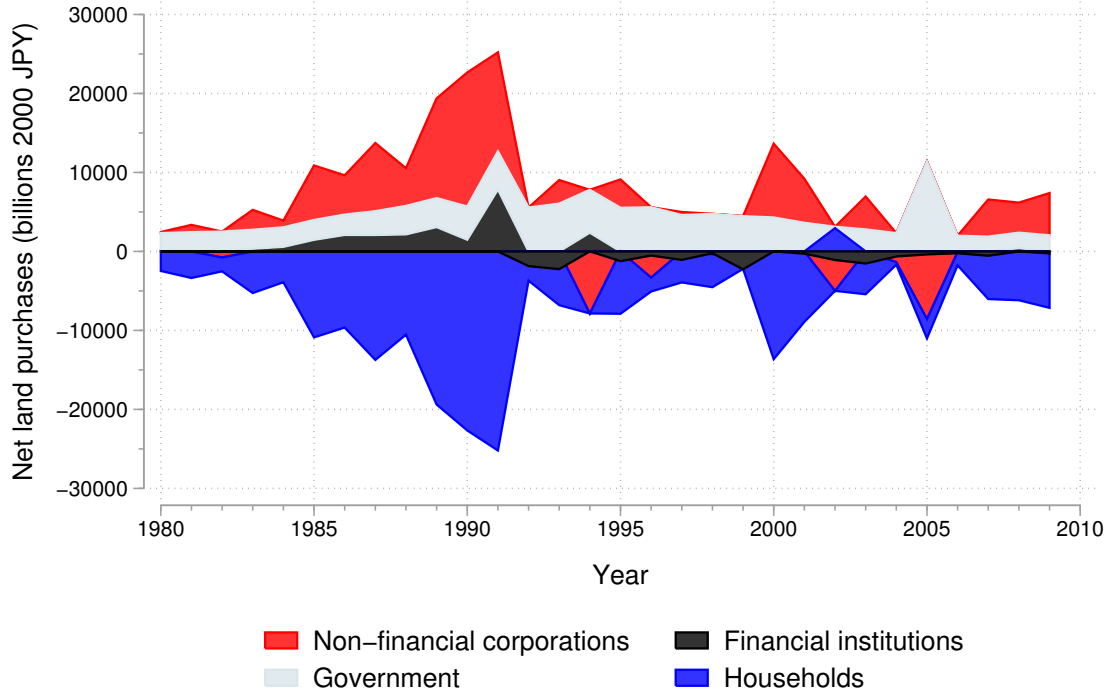 Net land purchases (billions 2000 JPY)
30000
20000
10000
0
−10000
−20000
−30000
1980 1985 1990 1995 2000 2005 2010
Year
Non−financial corporations Financial institutions
Government Households